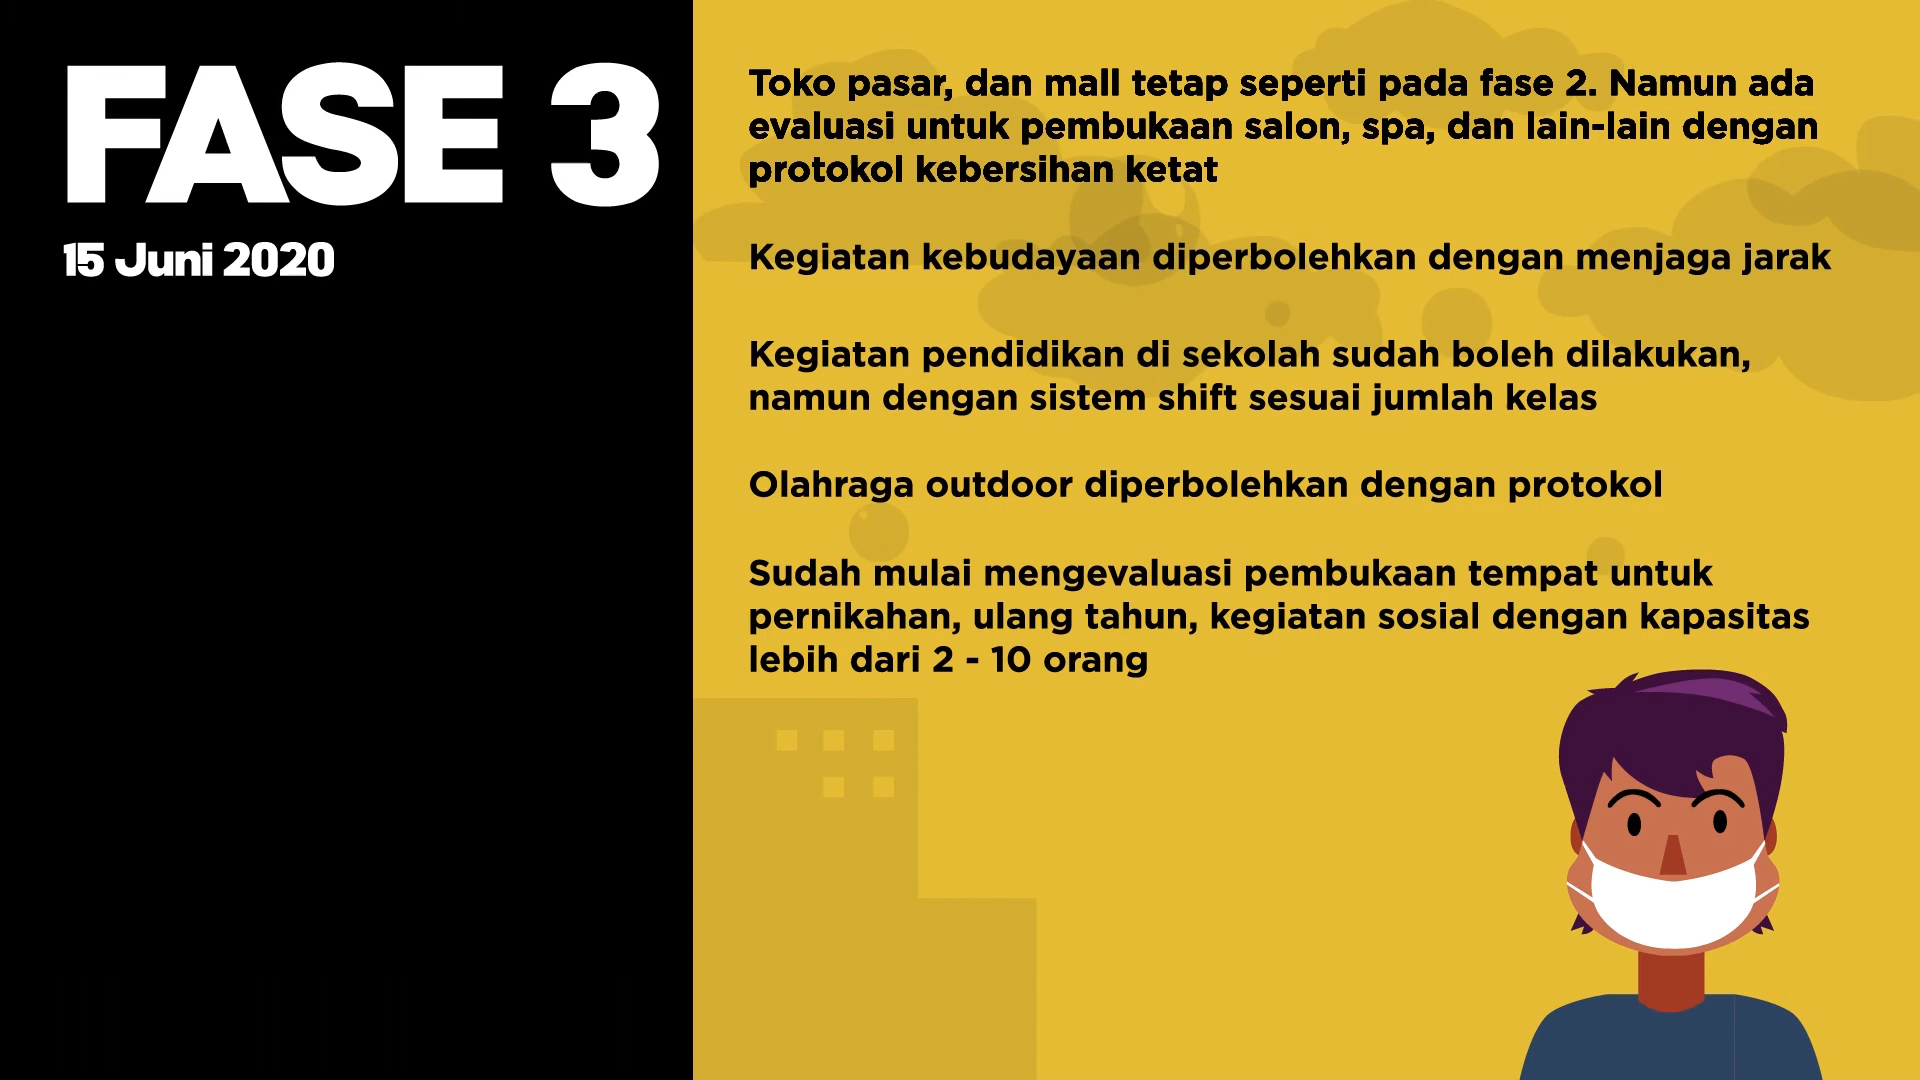 FASE 3
15 Juni 2020
Toko pasar, dan mall tetap seperti pada fase 2. Namun ada
evaluasi untuk pembukaan salon, spa, dan lain-lain dengan
protokol kebersihan ketat
Kegiatan kebudayaan diperbolehkan dengan menjaga jarak
Kegiatan pendidikan di sekolah sudah boleh dilakukan,
namun dengan sistem shift sesuai jumlah kelas
Olahraga outdoor diperbolehkan dengan protokol
Sudah mulai mengevaluasi pembukaan tempat untuk
pernikahan, ulang tahun, kegiatan sosial dengan kapasitas
lebih dari 2 - 10 orang